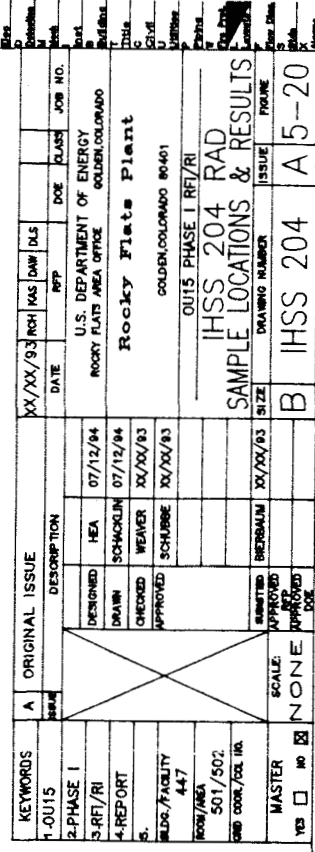 KEYWORDS
1-OU15
2.PHASE I
3-RFI/RI
4.REPORT
5.
BLDG./FACILITY
447
ROOM/AREA
501/502
GRID COOR./COL NO.
MASTER
YES NO
A ORIGINAL ISSUE
ISSUE DESCRIPTION
XX/XX/93 RCH KAS DAW DLS
DATE RFP DOE CLASS JOB NO.
DESIGNED HEA 07/12/94
DRAWN SCHACKLIN 07/12/94
CHECKED WEAVER XX/XX/93
APPROVED SCHUBBE XX/XX/93
SUBMITTED BIERBAUM XX/XX/93
APPROVED
RFP
APPROVED
DOE
SCALE:
NONE
U.S. DEPARTMENT OF ENERGY
ROCKY FLATS AREA OFFICE GOLDEN,COLORADO
Rocky Flats Plant
GOLDEN,COLORADO 80401
OU15 PHASE I RFI/RI
IHSS 204 RAD
SAMPLE LOCATIONS & RESULTS
SIZE DRAWING NUMBER ISSUE FIGURE
B IHSS 204 A 5-20
Title
Civil
Utilities